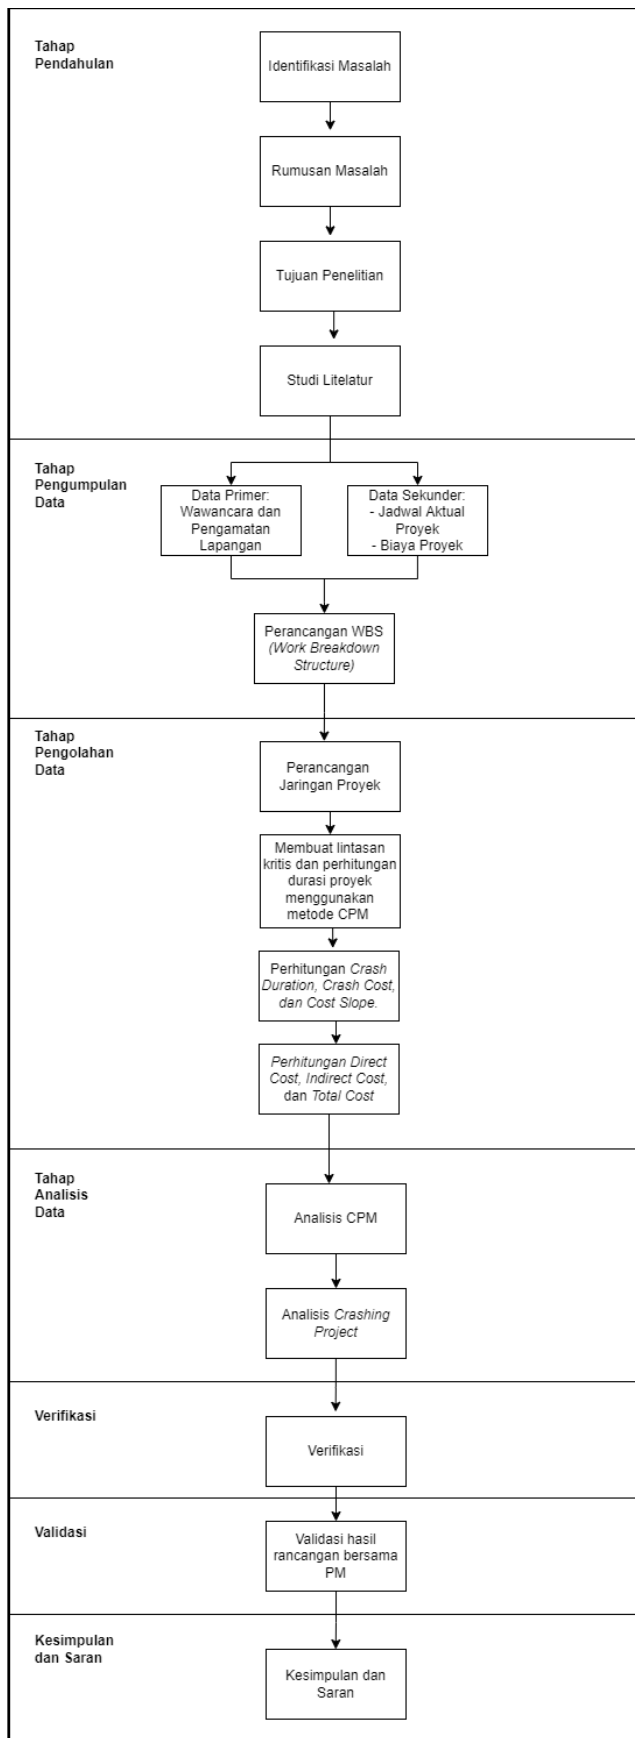 Tahap
Pendahulan
Identifikasi Masalah
Rumusan Masalah
Tujuan Penelitian
Studi Litelatur
Tahap
Pengumpulan
Data
Data Primer:
Wawancara dan
Pengamatan
Lapangan
Data Sekunder:
- Jadwal Aktual
Proyek
- Biaya Proyek
Perancangan WBS
(Work Breakdown
Structure)
Tahap
Pengolahan
Data
Perancangan
Jaringan Proyek
Membuat lintasan
kritis dan perhitungan
durasi proyek
menggunakan
metode CPM
Perhitungan Crash
Duration, Crash Cost,
dan Cost Slope.
Perhitungan Direct
Cost, Indirect Cost,
dan Total Cost
Tahap
Analisis
Data
Analisis CPM
Analisis Crashing
Project
Verifikasi
Verifikasi
Validasi
Validasi hasil
rancangan bersama
PM
Kesimpulan
dan Saran
Kesimpulan dan
Saran